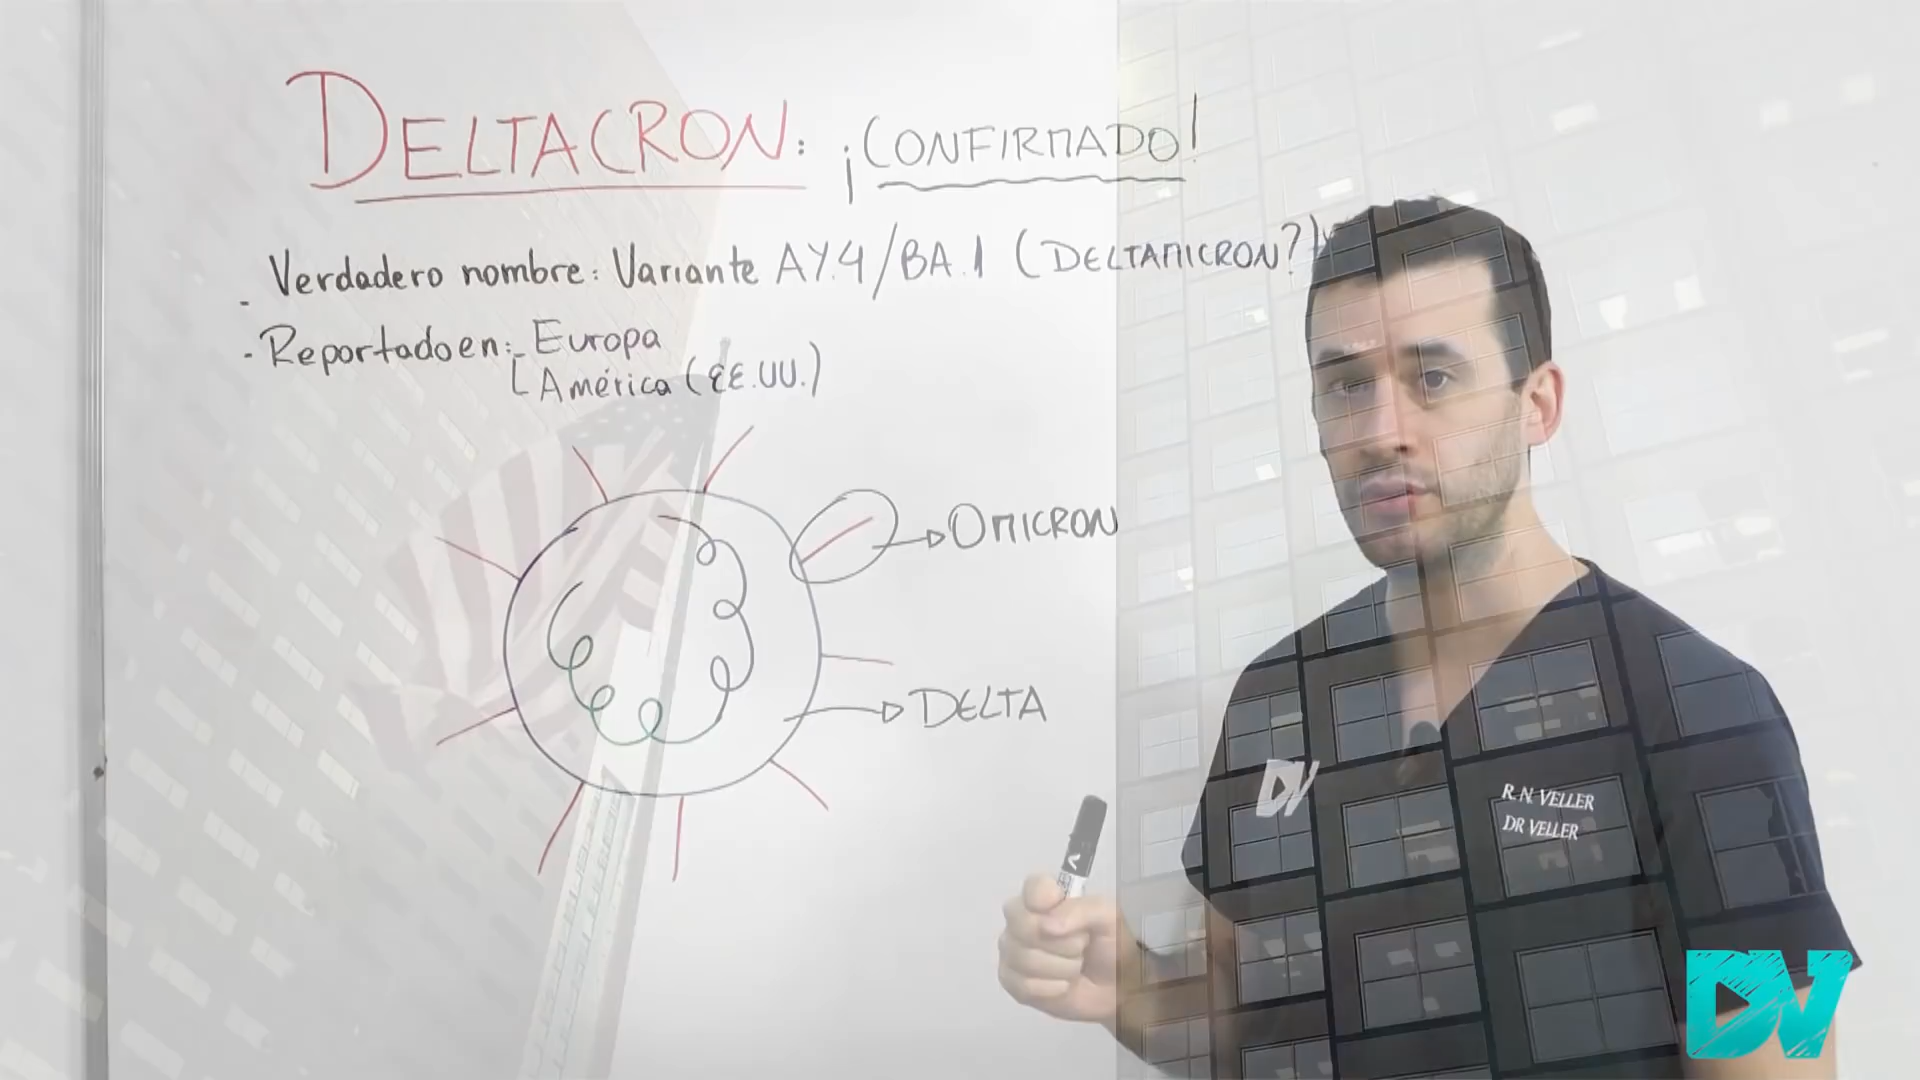 DELTACRON: ¡CONFIRMADO!
- Verdadero nombre: Variante AY.4/BA.1 (DELTAMICRON?)
- Reportado en: - Europa
América (EE.UU.)
OMICRON
DELTA
DV
R.N. VELLER
DR VELLER
DV